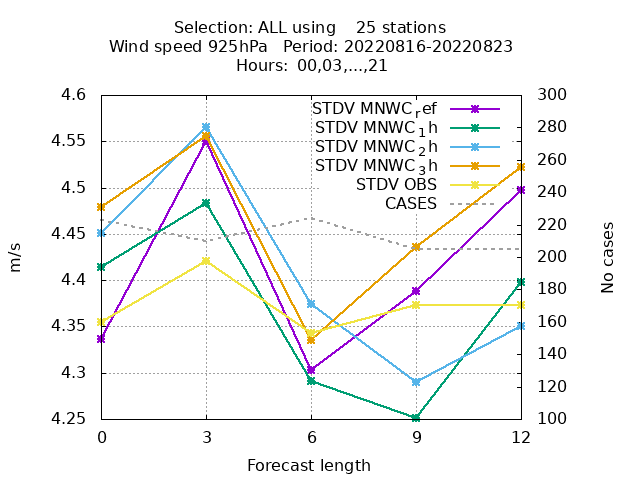 Selection: ALL using    25 stations
Wind speed 925hPa   Period: 20220816-20220823
Hours:  00,03,...,21
4.6
4.55
4.5
4.45
4.4
4.35
4.3
4.25
300
280
260
240
220
200
180
160
140
120
100
m/s
No cases
STDV MNWC_ref
STDV MNWC_1h
STDV MNWC_2h
STDV MNWC_3h
STDV OBS
CASES
0 3 6 9 12
Forecast length